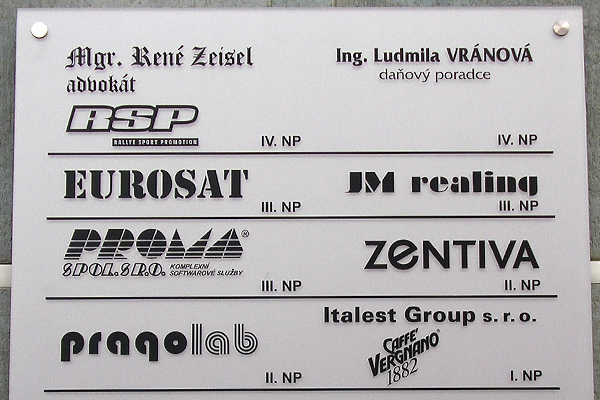 Mgr. René Zeisel
advokát
RSP
RALLYE SPORT PROMOTION
IV. NP
Ing. Ludmila VRÁNOVÁ
daňový poradce
IV. NP
EUROSAT
III. NP
JM realing
III. NP
PROMA®
SPOL.S R.O. KOMPLEXNÍ
SOFTWAROVÉ SLUŽBY
III. NP
ZENTIVA
II. NP
pragolab
II. NP
Italest Group s. r. o.
CAFFE'
VERGNANO®
1882
I. NP